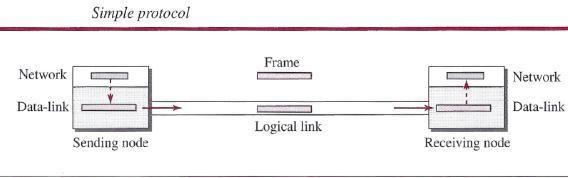 Simple protocol
Frame
Network
Network
Data-link
Data-link
Logical link
Sending node
Receiving node